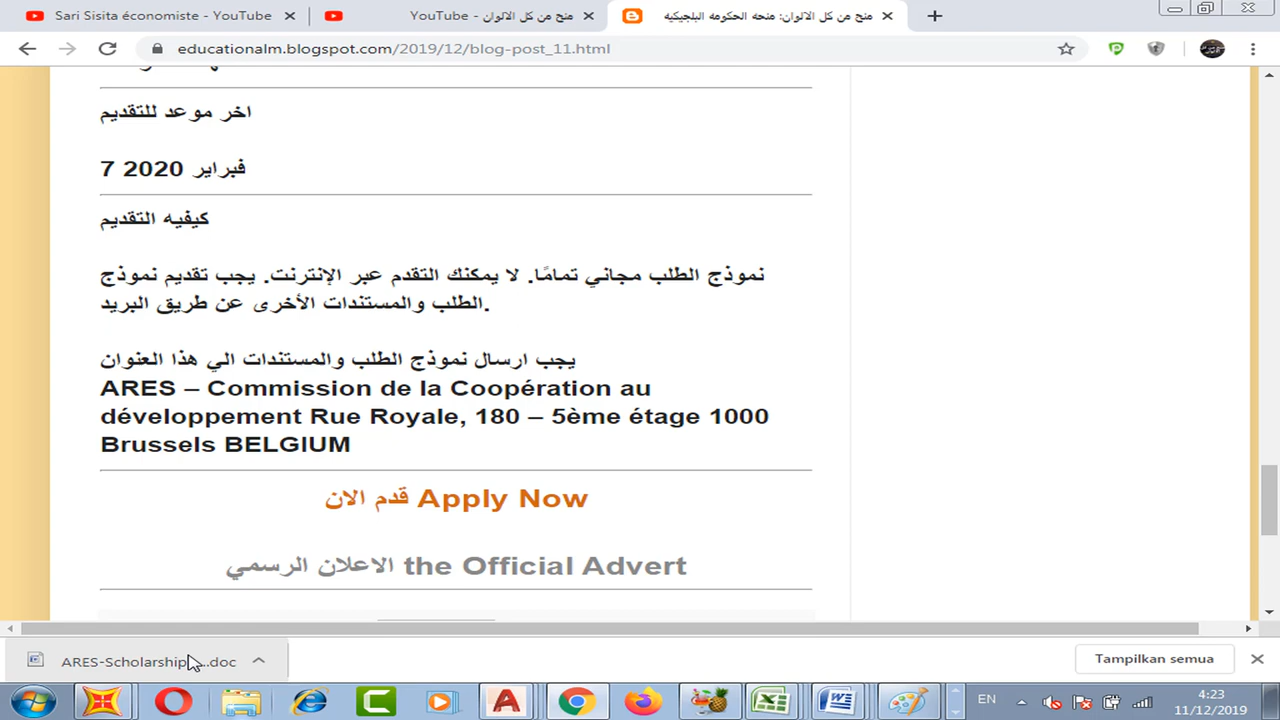 Sari Sisita économiste - YouTube
منح من كل الالوان - YouTube
منح من كل الالوان: منحه الحكومه البلجيكيه
educationalm.blogspot.com/2019/12/blog-post_11.html
اخر موعد للتقديم
7 فبراير 2020
كيفيه التقديم
نموذج الطلب مجاني تمامًا. لا يمكنك التقدم عبر الإنترنت. يجب تقديم نموذج
الطلب والمستندات الأخرى عن طريق البريد.
يجب ارسال نموذج الطلب والمستندات الي هذا العنوان
ARES – Commission de la Coopération au
développement Rue Royale, 180 – 5ème étage 1000
Brussels BELGIUM
قدم الان Apply Now
الاعلان الرسمي the Official Advert
ARES-Scholarship-....doc
Tampilkan semua
EN
4:23
11/12/2019